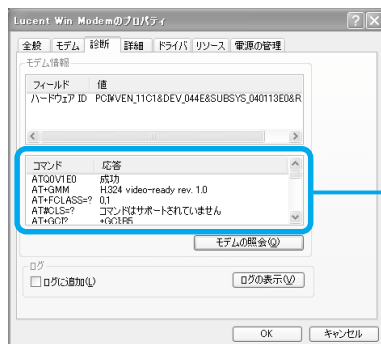 Lucent Win Modemのプロパティ
全般 モデム 診断 詳細 ドライバ リソース 電源の管理
モデム情報
フィールド 値
ハードウェア ID PCI¥VEN_11C1&DEV_044E&SUBSYS_040113E0&R
コマンド 応答
ATQ0V1E0 成功
AT+GMM H.324 video-ready rev. 1.0
AT+FCLASS=? 0,1
AT#CLS=? コマンドはサポートされていません
AT+GCI? +GCI:B5
モデムの照会(Q)
ログ
ログに追加(L) ログの表示(V)
OK キャンセル